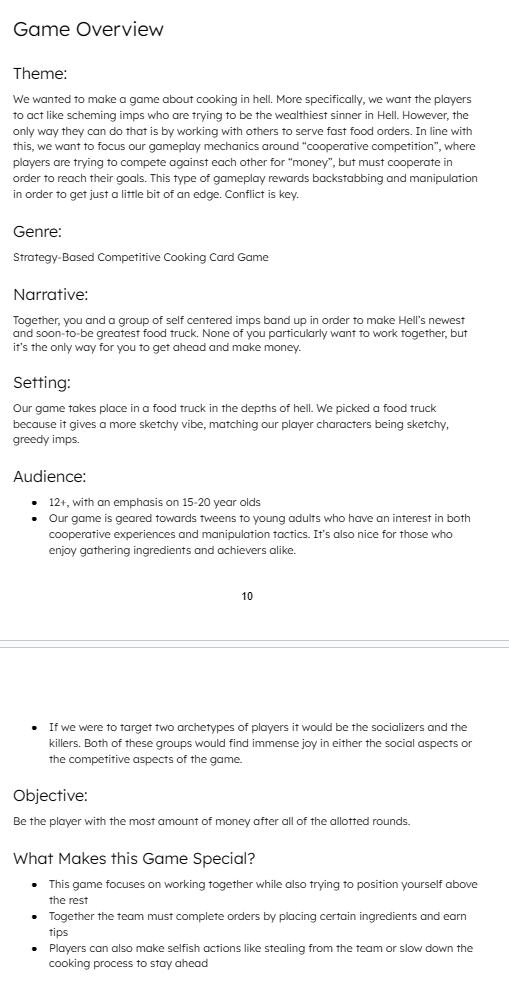 Game Overview
Theme:
We wanted to make a game about cooking in hell. More specifically, we want the players
to act like scheming imps who are trying to be the wealthiest sinner in Hell. However, the
only way they can do that is by working with others to serve fast food orders. In line with
this, we want to focus our gameplay mechanics around “cooperative competition”, where
players are trying to compete against each other for “money”, but must cooperate in
order to reach their goals. This type of gameplay rewards backstabbing and manipulation
in order to get just a little bit of an edge. Conflict is key.
Genre:
Strategy-Based Competitive Cooking Card Game
Narrative:
Together, you and a group of self centered imps band up in order to make Hell’s newest
and soon-to-be greatest food truck. None of you particularly want to work together, but
it’s the only way for you to get ahead and make money.
Setting:
Our game takes place in a food truck in the depths of hell. We picked a food truck
because it gives a more sketchy vibe, matching our player characters being sketchy,
greedy imps.
Audience:
• 12+, with an emphasis on 15-20 year olds
• Our game is geared towards tweens to young adults who have an interest in both
cooperative experiences and manipulation tactics. It’s also nice for those who
enjoy gathering ingredients and achievers alike.
10
• If we were to target two archetypes of players it would be the socializers and the
killers. Both of these groups would find immense joy in either the social aspects or
the competitive aspects of the game.
Objective:
Be the player with the most amount of money after all of the allotted rounds.
What Makes this Game Special?
• This game focuses on working together while also trying to position yourself above
the rest
• Together the team must complete orders by placing certain ingredients and earn
tips
• Players can also make selfish actions like stealing from the team or slow down the
cooking process to stay ahead